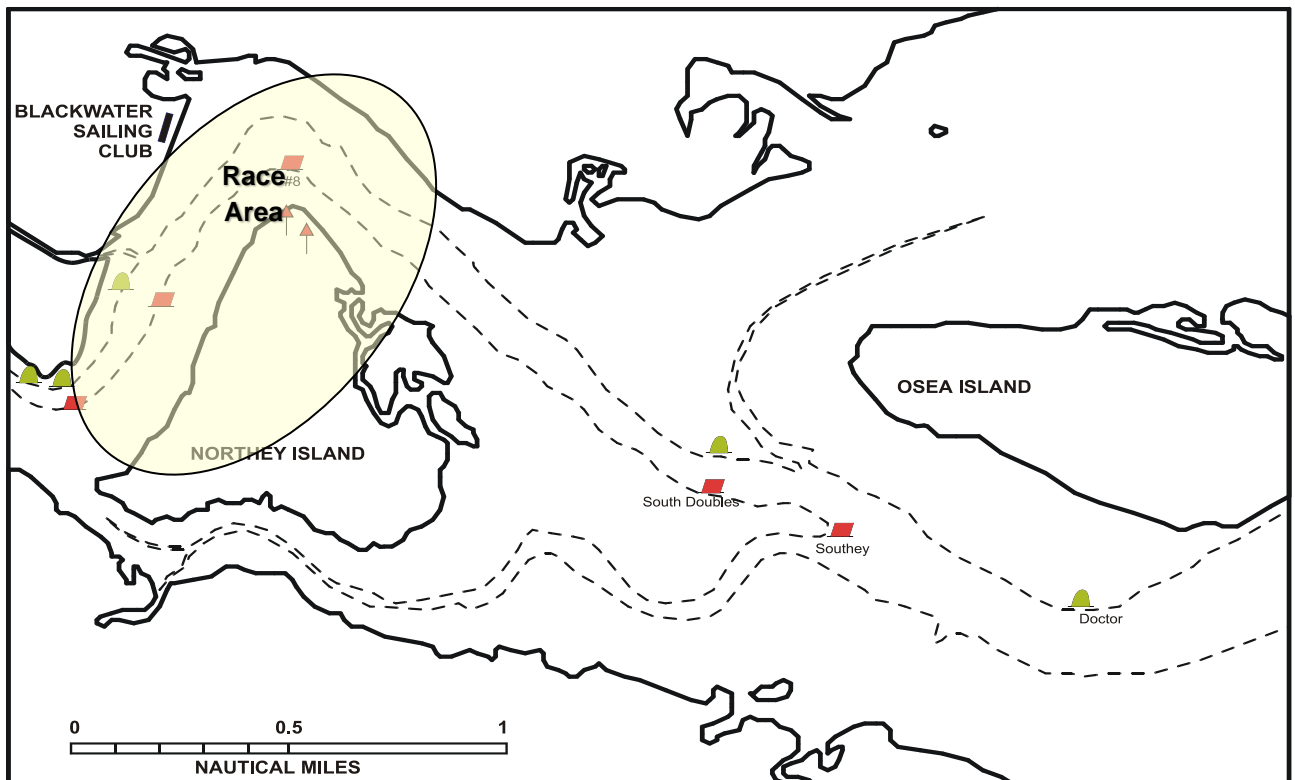 BLACKWATER
SAILING
CLUB
Race
#8
Area
OSEA ISLAND
NORTHEY ISLAND
South Doubles
Southey
Doctor
0 0.5 1
NAUTICAL MILES